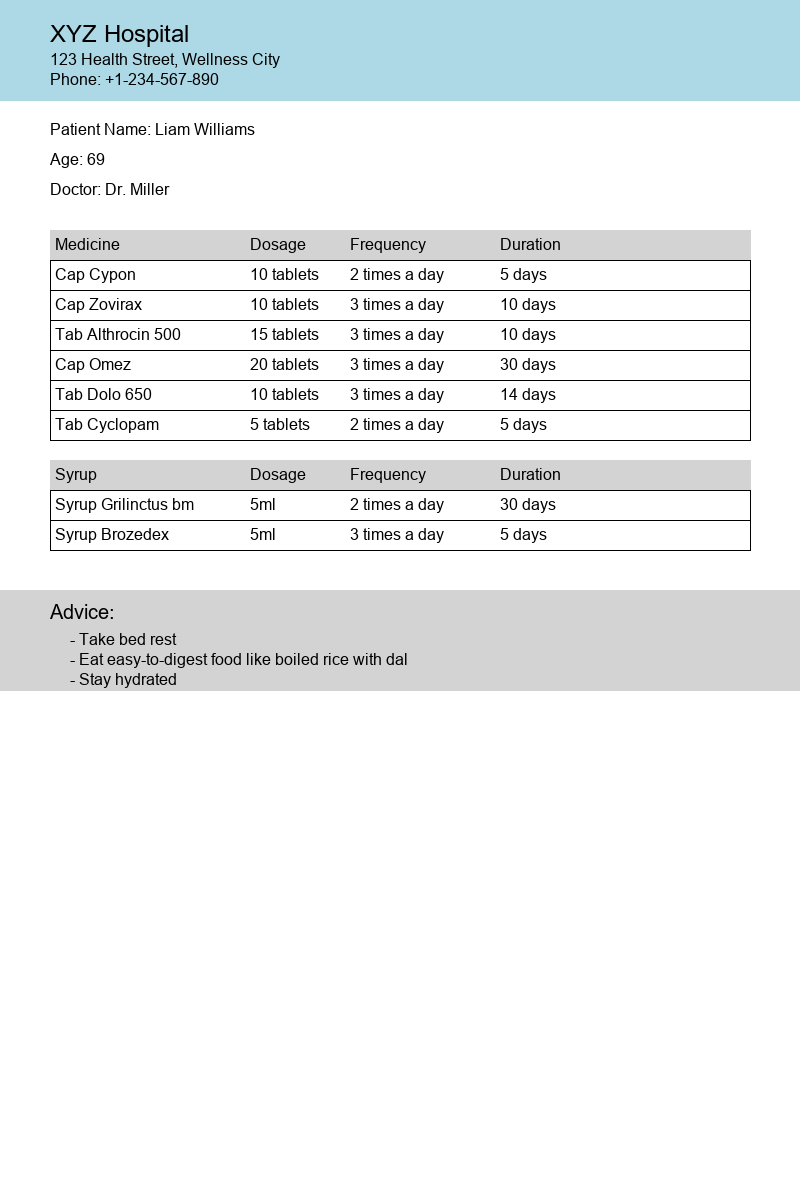 XYZ Hospital
123 Health Street, Wellness City
Phone: +1-234-567-890
Patient Name: Liam Williams
Age: 69
Doctor: Dr. Miller
Medicine Dosage Frequency Duration
Cap Cypon 10 tablets 2 times a day 5 days
Cap Zovirax 10 tablets 3 times a day 10 days
Tab Althrocin 500 15 tablets 3 times a day 10 days
Cap Omez 20 tablets 3 times a day 30 days
Tab Dolo 650 10 tablets 3 times a day 14 days
Tab Cyclopam 5 tablets 2 times a day 5 days
Syrup Dosage Frequency Duration
Syrup Grilinctus bm 5ml 2 times a day 30 days
Syrup Brozedex 5ml 3 times a day 5 days
Advice:
- Take bed rest
- Eat easy-to-digest food like boiled rice with dal
- Stay hydrated